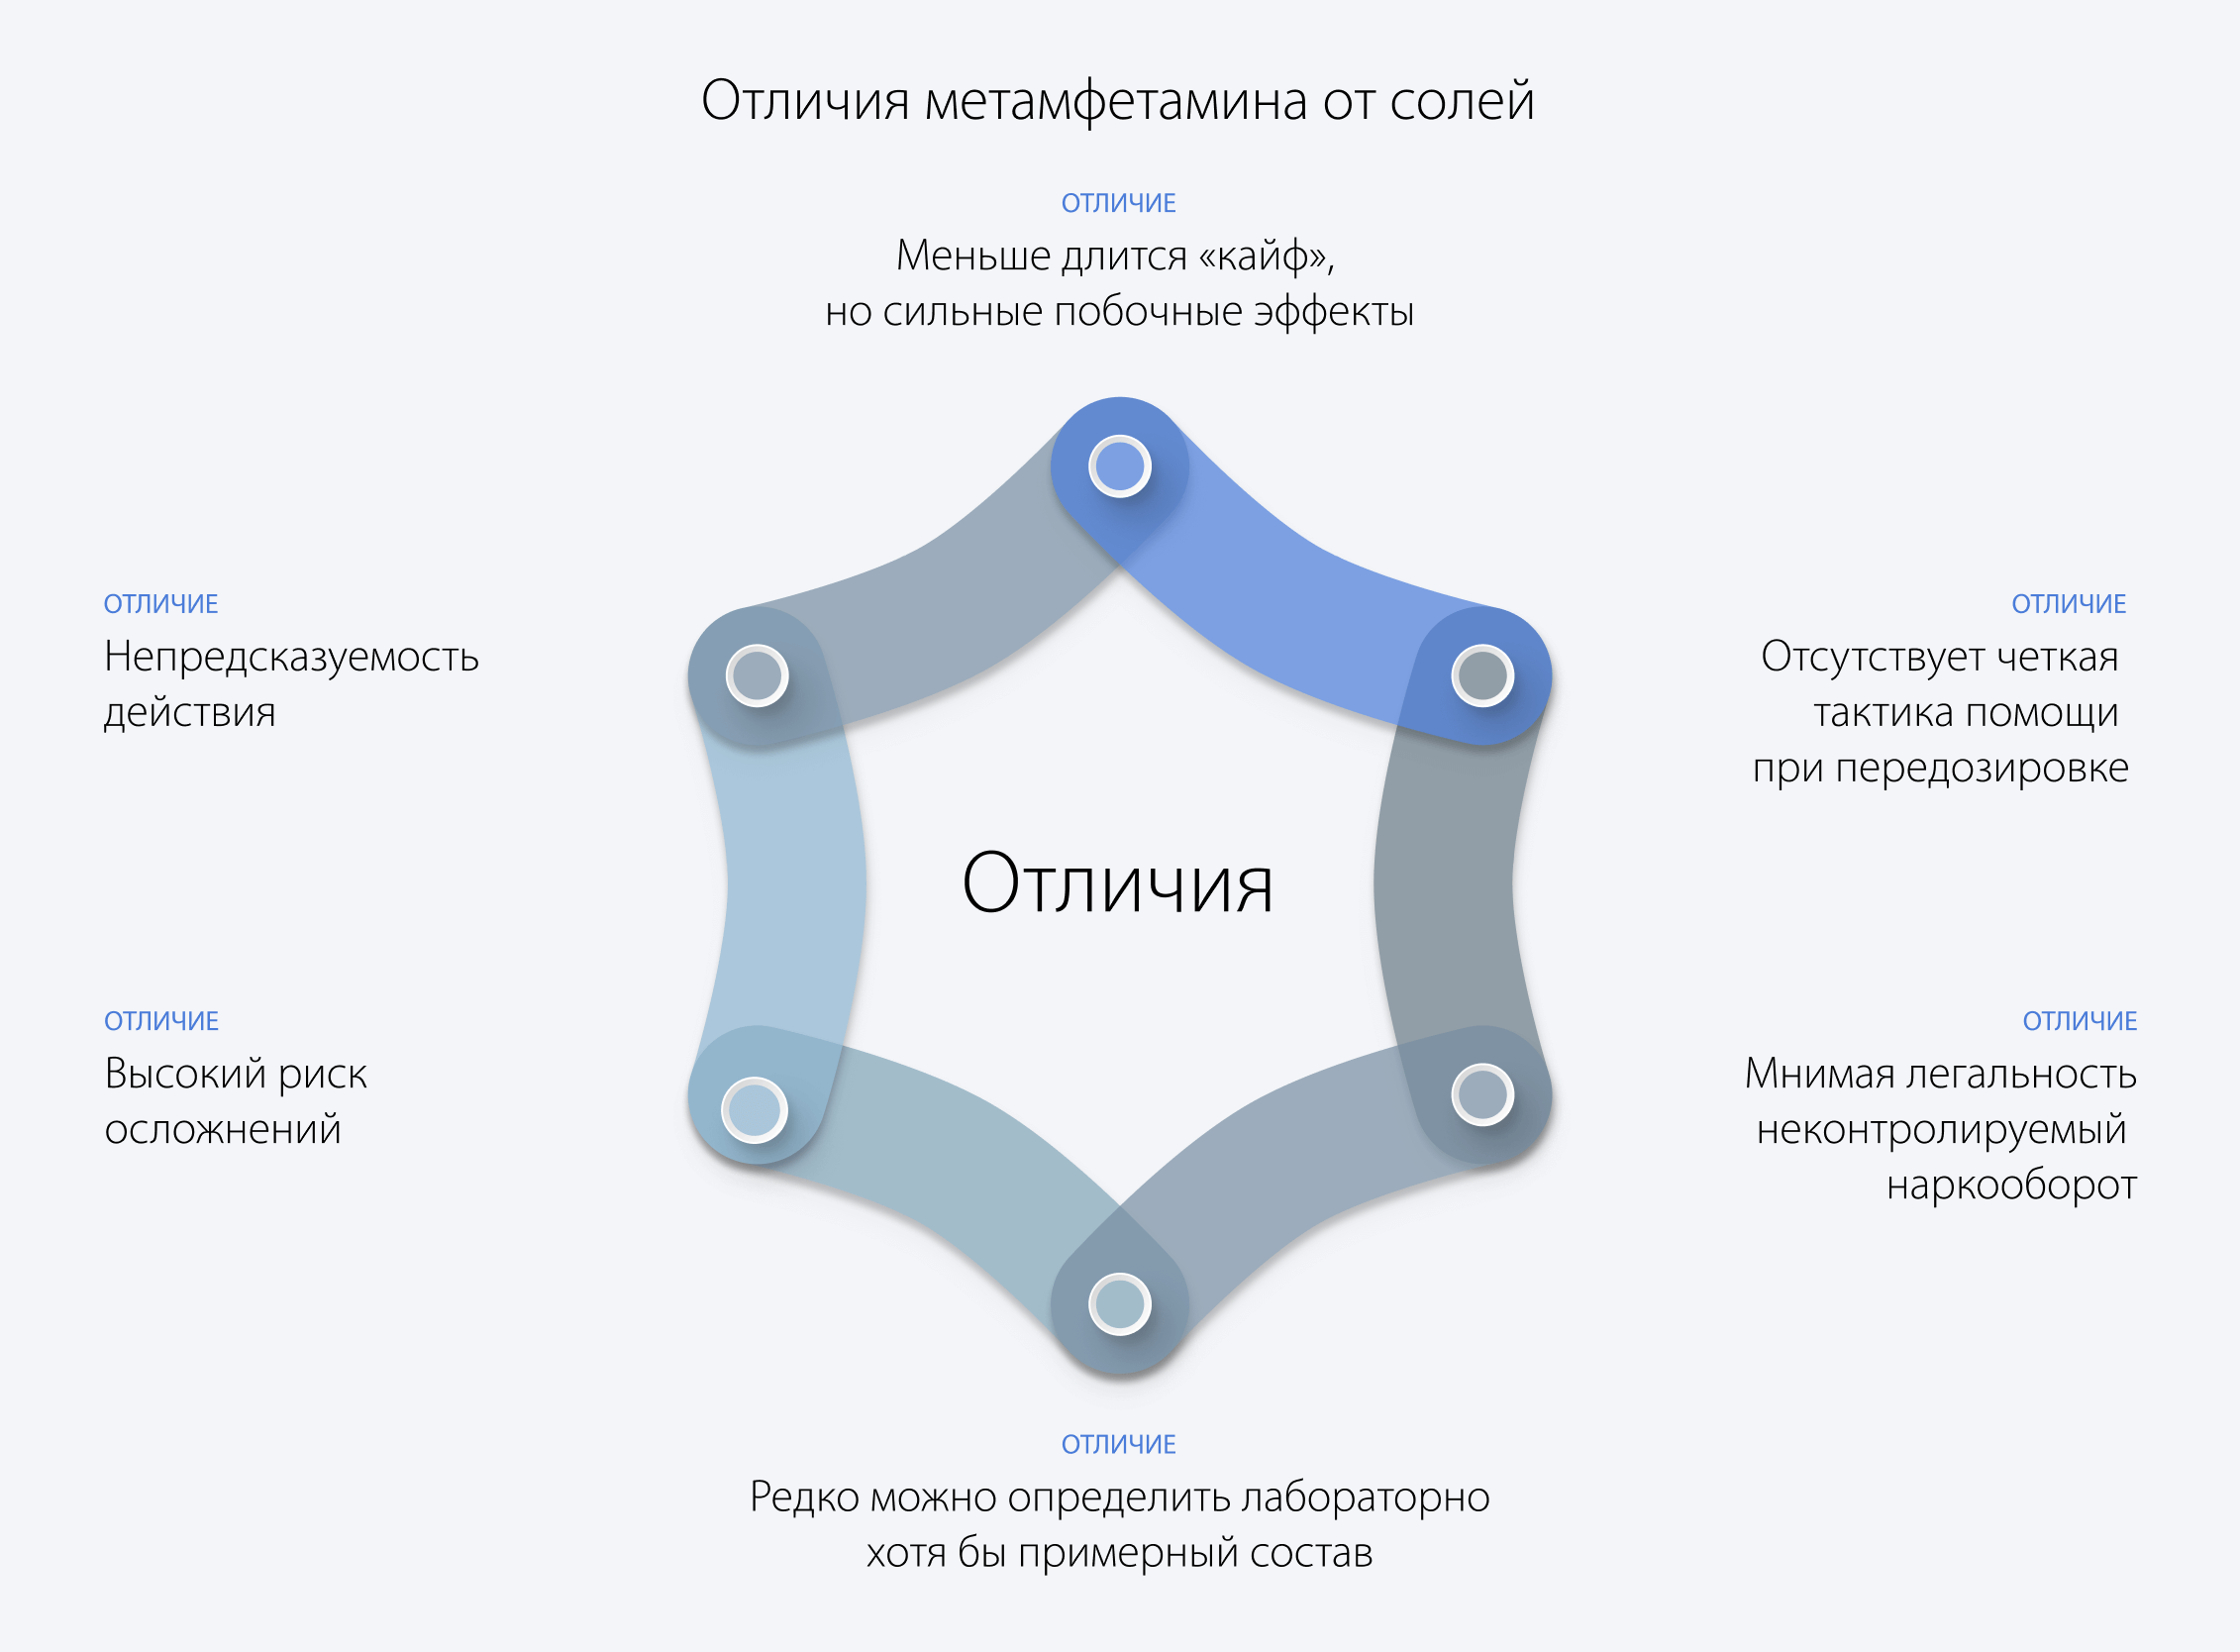 Отличия метамфетамина от солей
ОТЛИЧИЕ
Меньше длится «кайф»,
но сильные побочные эффекты
ОТЛИЧИЕ
Непредсказуемость
действия
ОТЛИЧИЕ
Отсутствует четкая
тактика помощи
при передозировке
Отличия
ОТЛИЧИЕ
Высокий риск
осложнений
ОТЛИЧИЕ
Мнимая легальность
неконтролируемый
наркооборот
ОТЛИЧИЕ
Редко можно определить лабораторно
хотя бы примерный состав